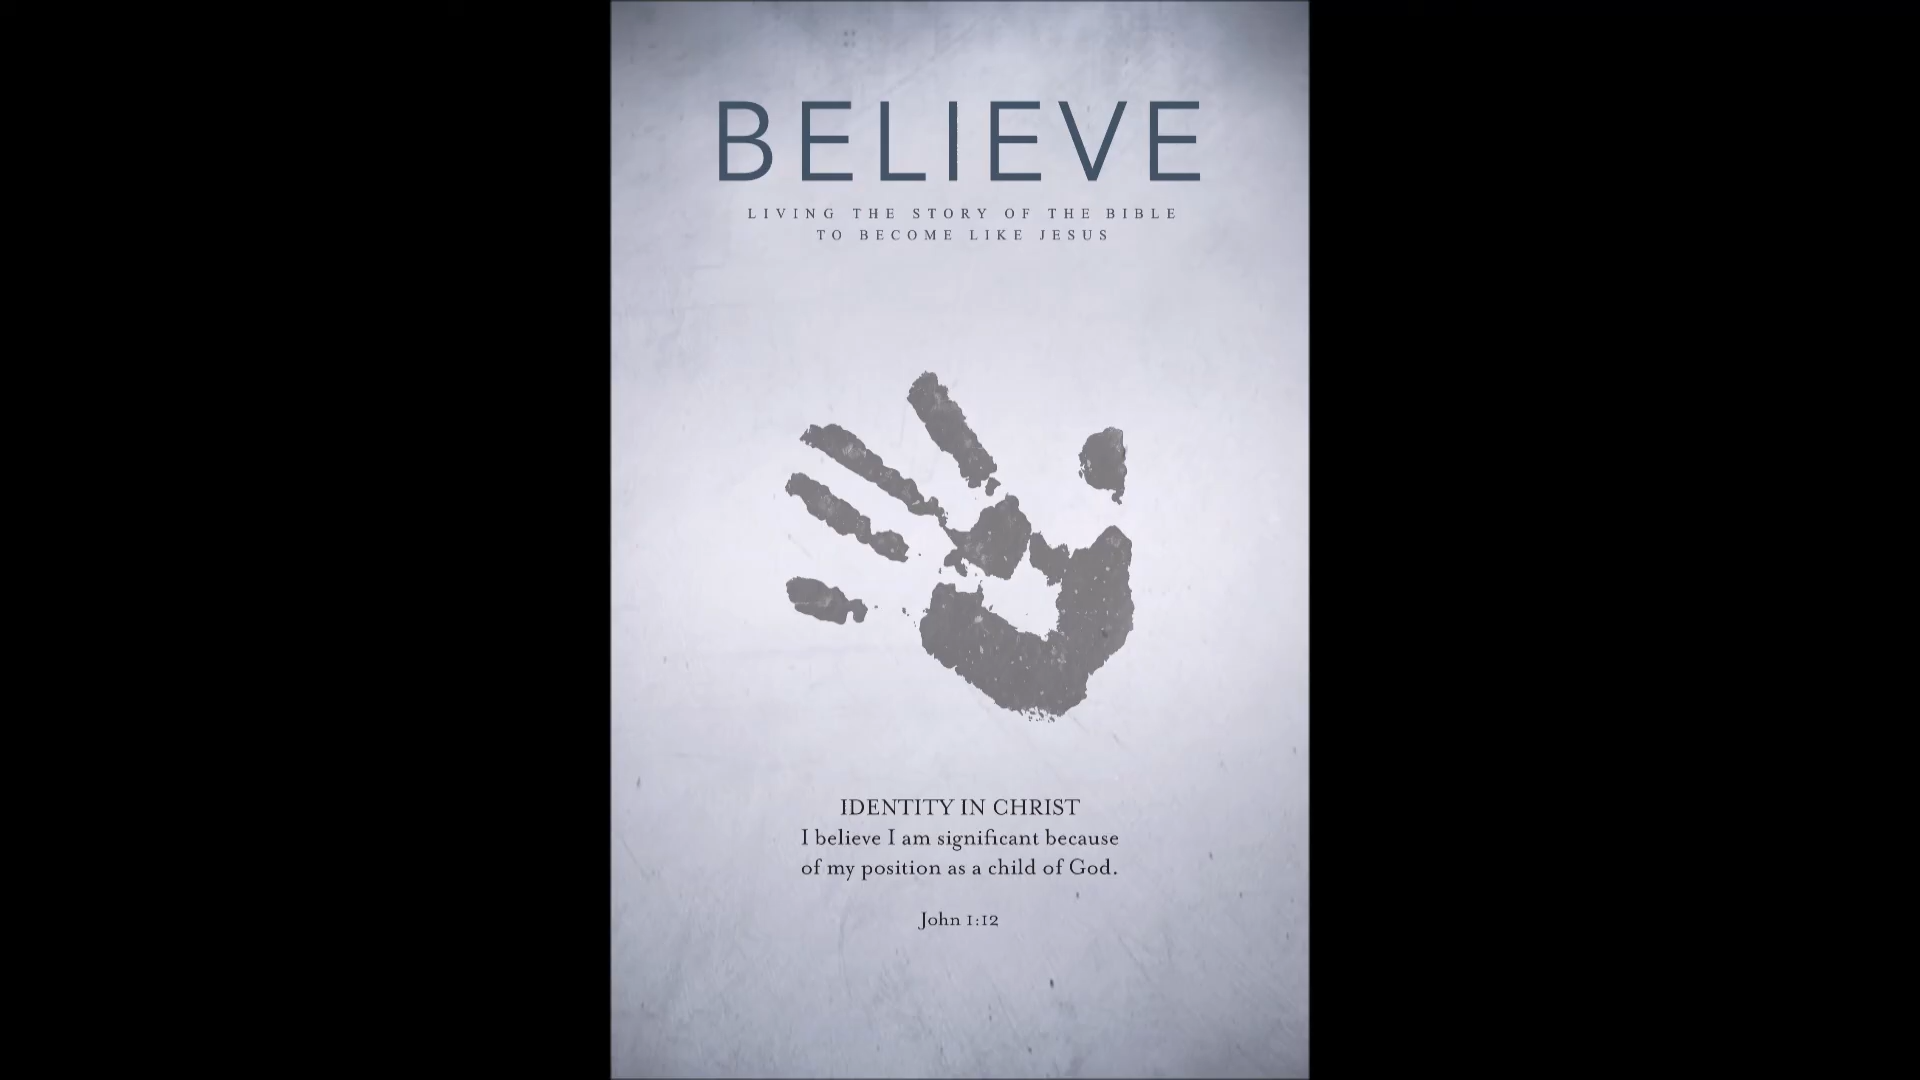 BELIEVE
LIVING THE STORY OF THE BIBLE
TO BECOME LIKE JESUS
IDENTITY IN CHRIST
I believe I am significant because
of my position as a child of God.
John 1:12